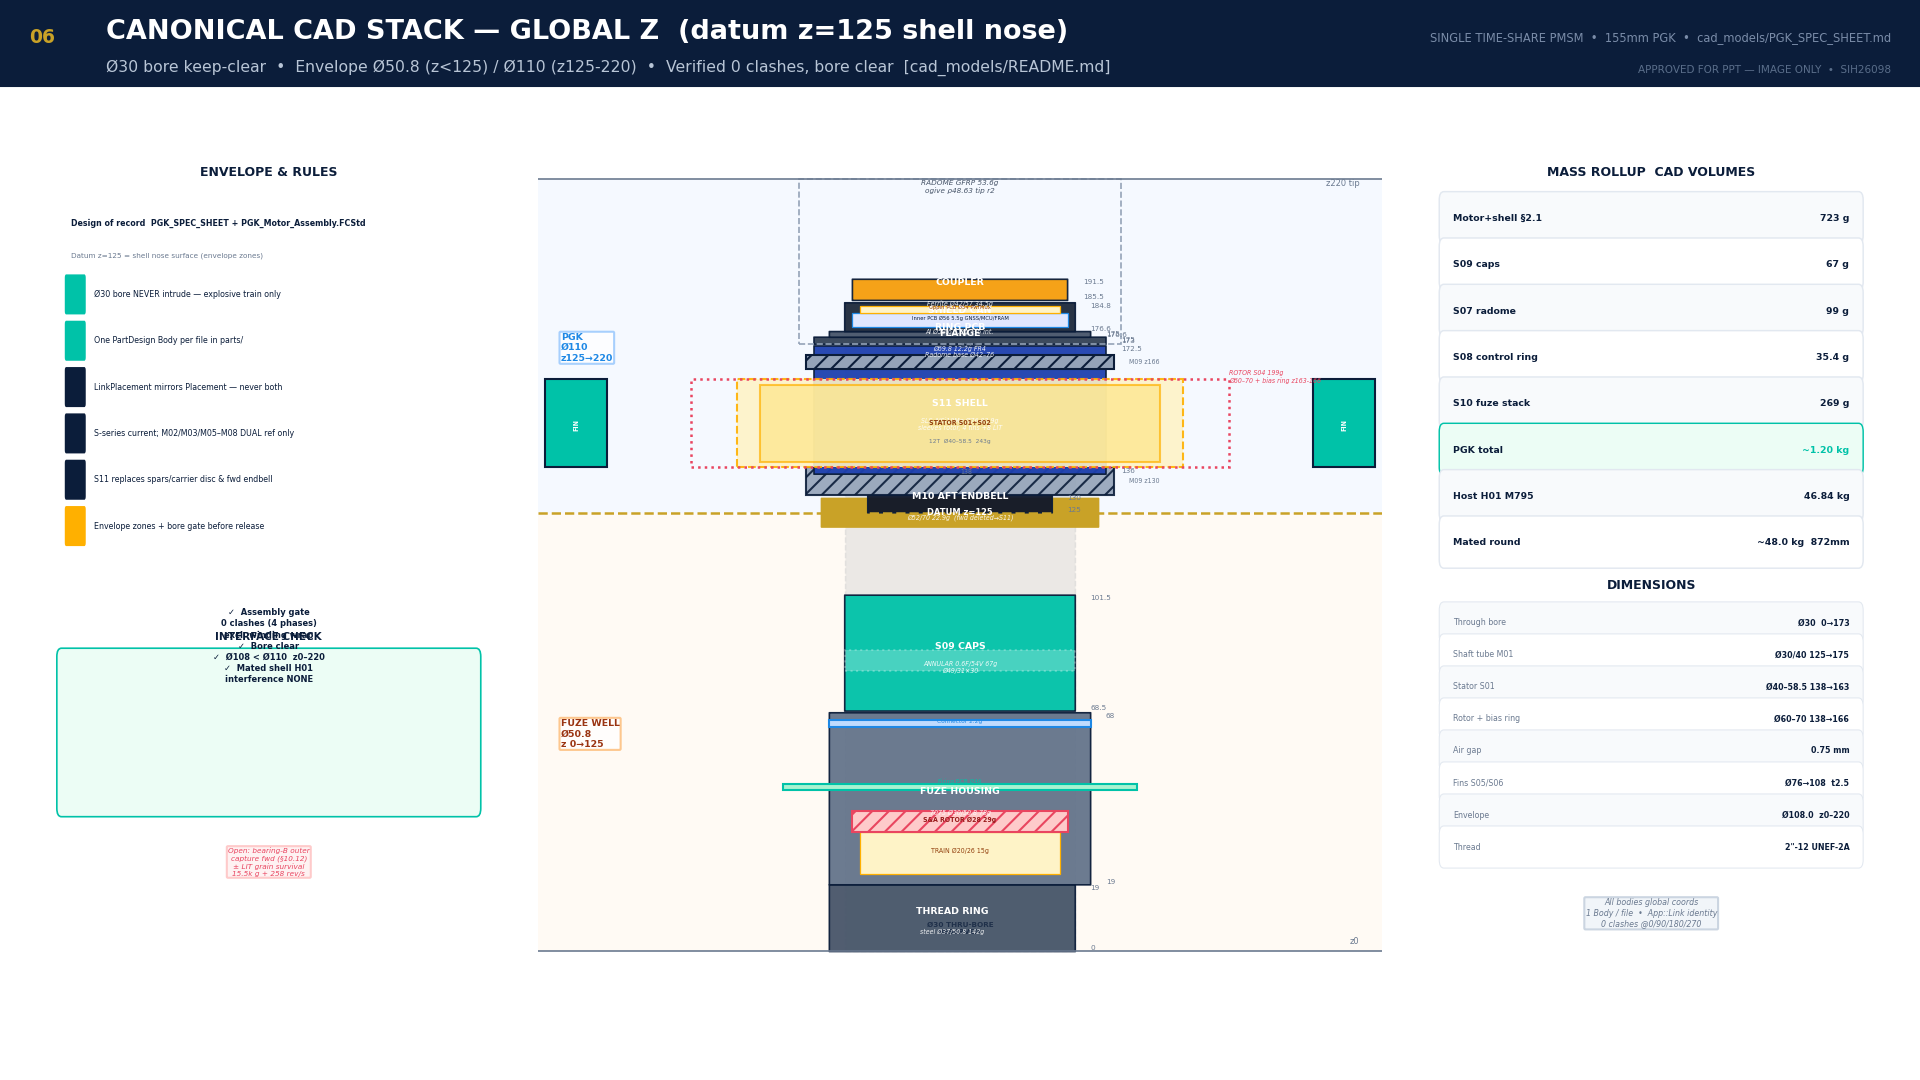 06
CANONICAL CAD STACK — GLOBAL Z (datum z=125 shell nose)
Ø30 bore keep-clear • Envelope Ø50.8 (z<125) / Ø110 (z125-220) • Verified 0 clashes, bore clear [cad_models/README.md]
SINGLE TIME-SHARE PMSM • 155mm PGK • cad_models/PGK_SPEC_SHEET.md
APPROVED FOR PPT — IMAGE ONLY • SIH26098
ENVELOPE & RULES
Design of record PGK_SPEC_SHEET + PGK_Motor_Assembly.FCStd
Datum z=125 = shell nose surface (envelope zones)
Ø30 bore NEVER intrude — explosive train only
One PartDesign Body per file in parts/
LinkPlacement mirrors Placement — never both
S-series current; M02/M03/M05–M08 DUAL ref only
S11 replaces spars/carrier disc & fwd endbell
Envelope zones + bore gate before release
✓ Assembly gate
0 clashes (4 phases)
INTERFACE CHECK
✓ Bore clear
✓ Ø108 < Ø110 z0–220
✓ Mated shell H01
interference NONE
Open: bearing-B outer
capture fwd (§10.12)
± LIT grain survival
15.5k g + 258 rev/s
RADOME GFRP 53.6g
ogive ρ48.63 tip r2
z220 tip
COUPLER
191.5
185.5
184.8
Inner PCB Ø56 5.5g GNSS/MCU/FRAM
176.6
FLANGE
173
172.5
Ø69.8 12.2g FR4
Radome base Ø42–76
M09 z166
PGK
Ø110
z125→220
ROTOR S04 199g
FIN
S11 SHELL
STATOR S01+S02
12T Ø40–58.5 243g
FIN
136
M09 z130
M10 AFT ENDBELL
125
DATUM z=125
101.5
S09 CAPS
ANNULAR 0.6F/54V 67g
Ø49/31×30
68.5
68
FUZE WELL
Ø50.8
z 0→125
FUZE HOUSING
S&A ROTOR Ø28 29g
TRAIN Ø20/26 15g
19
19
THREAD RING
Ø30 THRU-BORE
steel Ø37/50.8 142g
0
z0
MASS ROLLUP CAD VOLUMES
Motor+shell §2.1 723 g
S09 caps 67 g
S07 radome 99 g
S08 control ring 35.4 g
S10 fuze stack 269 g
PGK total ~1.20 kg
Host H01 M795 46.84 kg
Mated round ~48.0 kg 872mm
DIMENSIONS
Through bore Ø30 0→173
Shaft tube M01 Ø30/40 125→175
Stator S01 Ø40–58.5 138→163
Rotor + bias ring Ø60–70 138→166
Air gap 0.75 mm
Fins S05/S06 Ø76→108 t2.5
Envelope Ø108.0 z0–220
Thread 2"-12 UNEF-2A
All bodies global coords
1 Body / file • App::Link identity
0 clashes @0/90/180/270